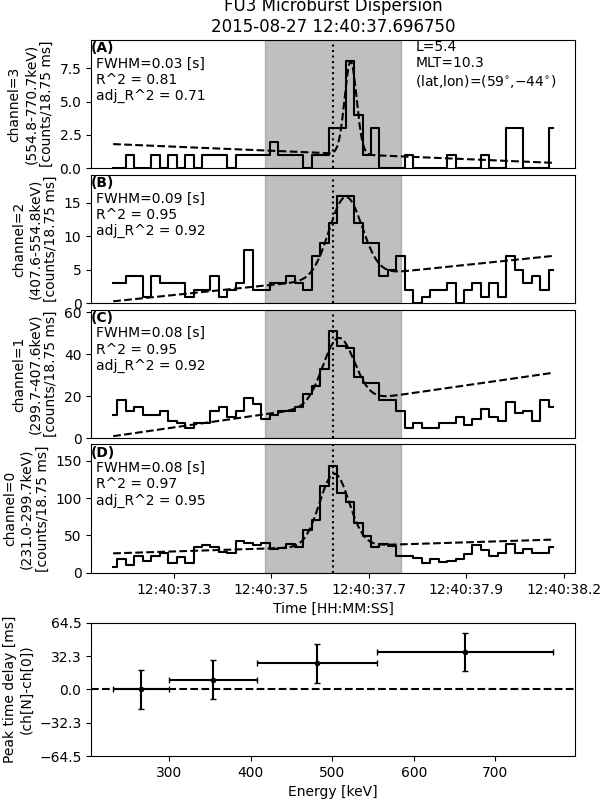 FU3 Microburst Dispersion
2015-08-27 12:40:37.696750
(A)
FWHM=0.03 [s]
R^2 = 0.81
adj_R^2 = 0.71
L=5.4
MLT=10.3
(lat,lon)=(59°,−44°)
channel=3
(554.8-770.7keV)
[counts/18.75 ms]
7.5
5.0
2.5
0.0
(B)
FWHM=0.09 [s]
R^2 = 0.95
adj_R^2 = 0.92
channel=2
(407.6-554.8keV)
[counts/18.75 ms]
15
10
5
0
(C)
FWHM=0.08 [s]
R^2 = 0.95
adj_R^2 = 0.92
channel=1
(299.7-407.6keV)
[counts/18.75 ms]
60
40
20
0
(D)
FWHM=0.08 [s]
R^2 = 0.97
adj_R^2 = 0.95
channel=0
(231.0-299.7keV)
[counts/18.75 ms]
150
100
50
0
12:40:37.3 12:40:37.5 12:40:37.7 12:40:37.9 12:40:38.2
Time [HH:MM:SS]
Peak time delay [ms]
(ch[N]-ch[0])
64.5
32.3
0.0
−32.3
−64.5
300 400 500 600 700
Energy [keV]